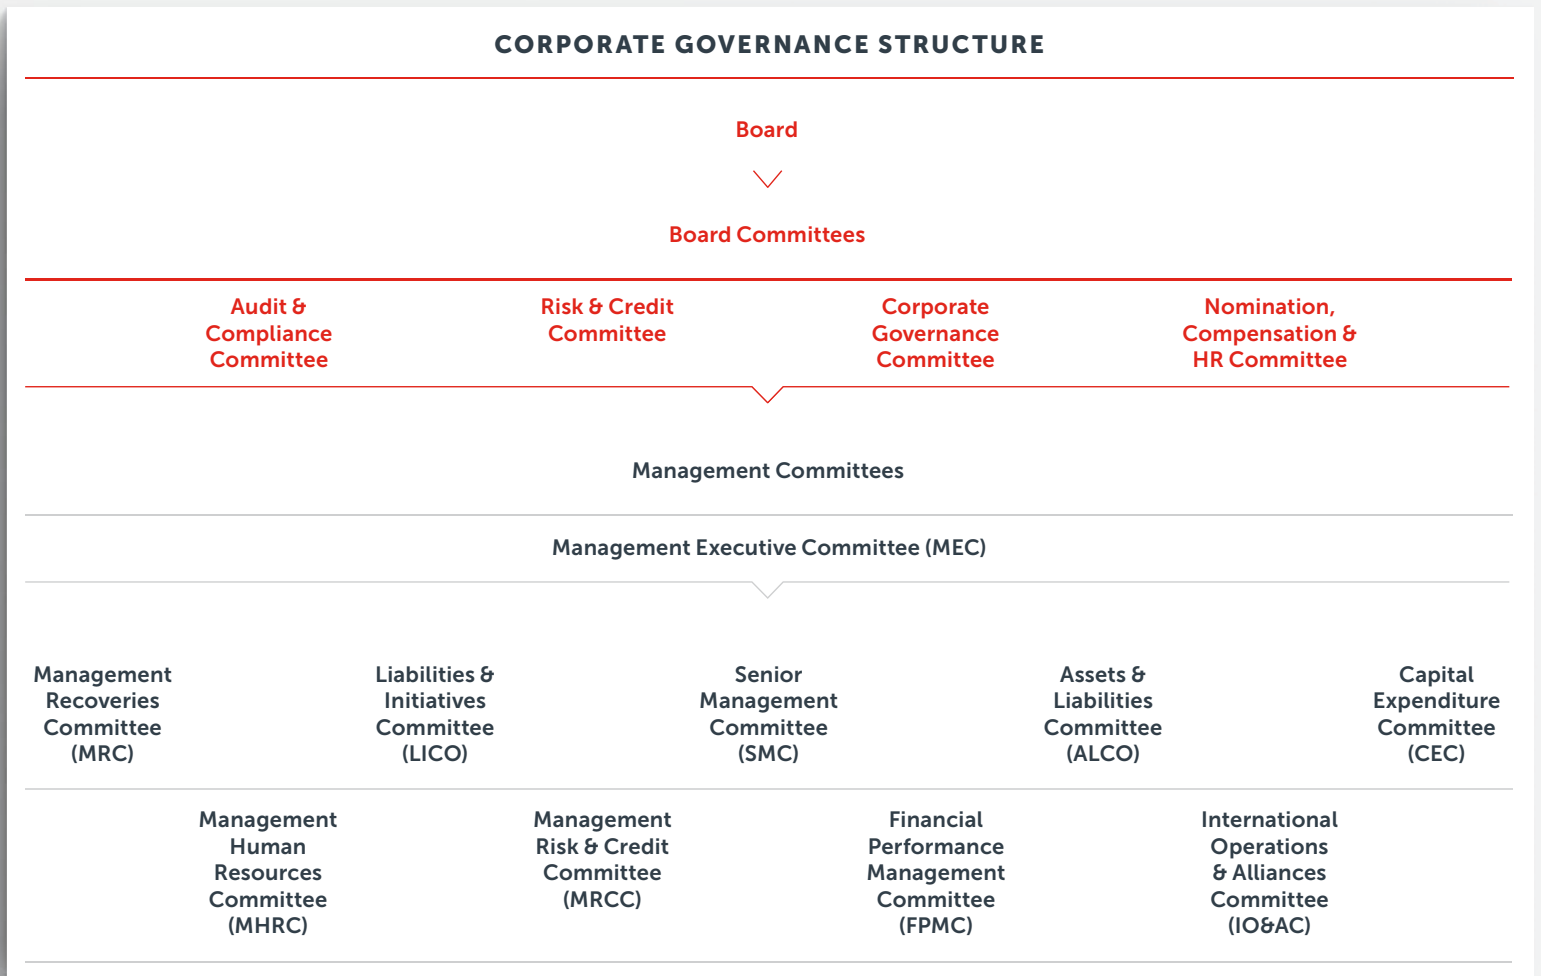 CORPORATE GOVERNANCE STRUCTURE
Board
Board Committees
Audit &
Compliance
Committee
Risk & Credit
Committee
Corporate
Governance
Committee
Nomination,
Compensation &
HR Committee
Management Committees
Management Executive Committee (MEC)
Management
Recoveries
Committee
(MRC)
Liabilities &
Initiatives
Committee
(LICO)
Senior
Management
Committee
(SMC)
Assets &
Liabilities
Committee
(ALCO)
Capital
Expenditure
Committee
(CEC)
Management
Human
Resources
Committee
(MHRC)
Management
Risk & Credit
Committee
(MRCC)
Financial
Performance
Management
Committee
(FPMC)
International
Operations
& Alliances
Committee
(IO&AC)